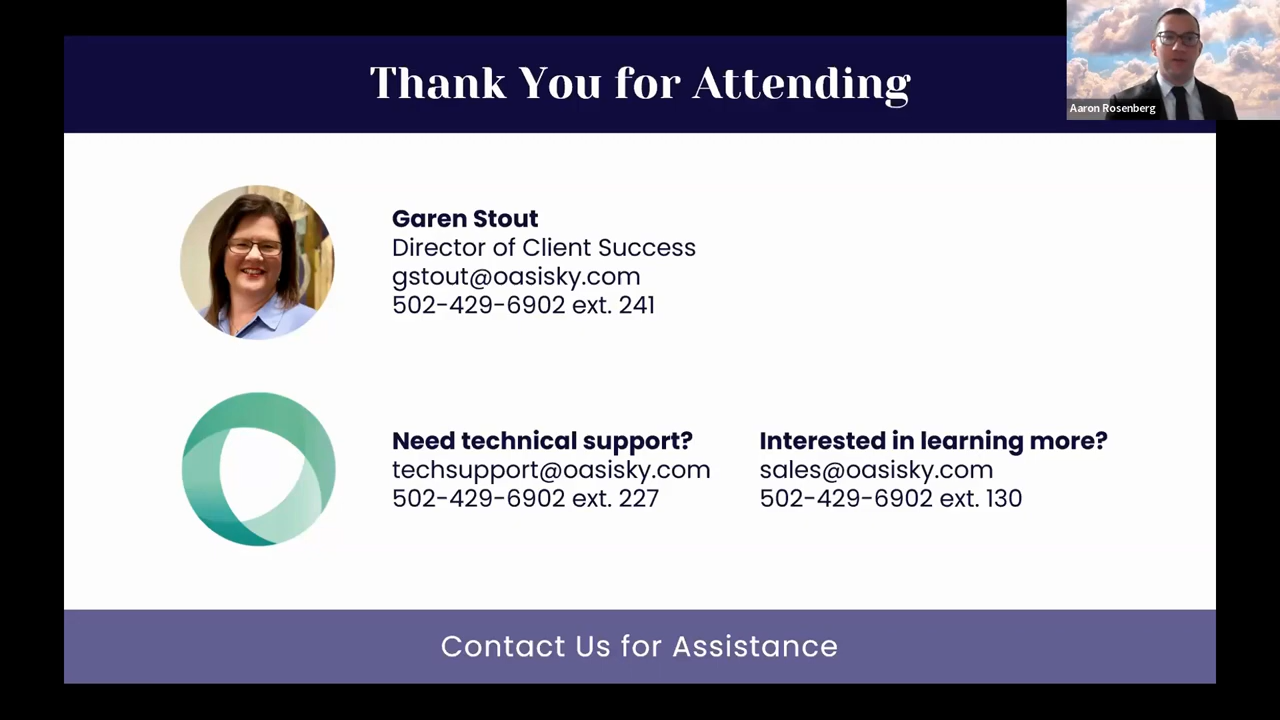 Thank You for Attending
Aaron Rosenberg
Garen Stout
Director of Client Success
gstout@oasisky.com
502-429-6902 ext. 241
Need technical support?
techsupport@oasisky.com
502-429-6902 ext. 227
Interested in learning more?
sales@oasisky.com
502-429-6902 ext. 130
Contact Us for Assistance